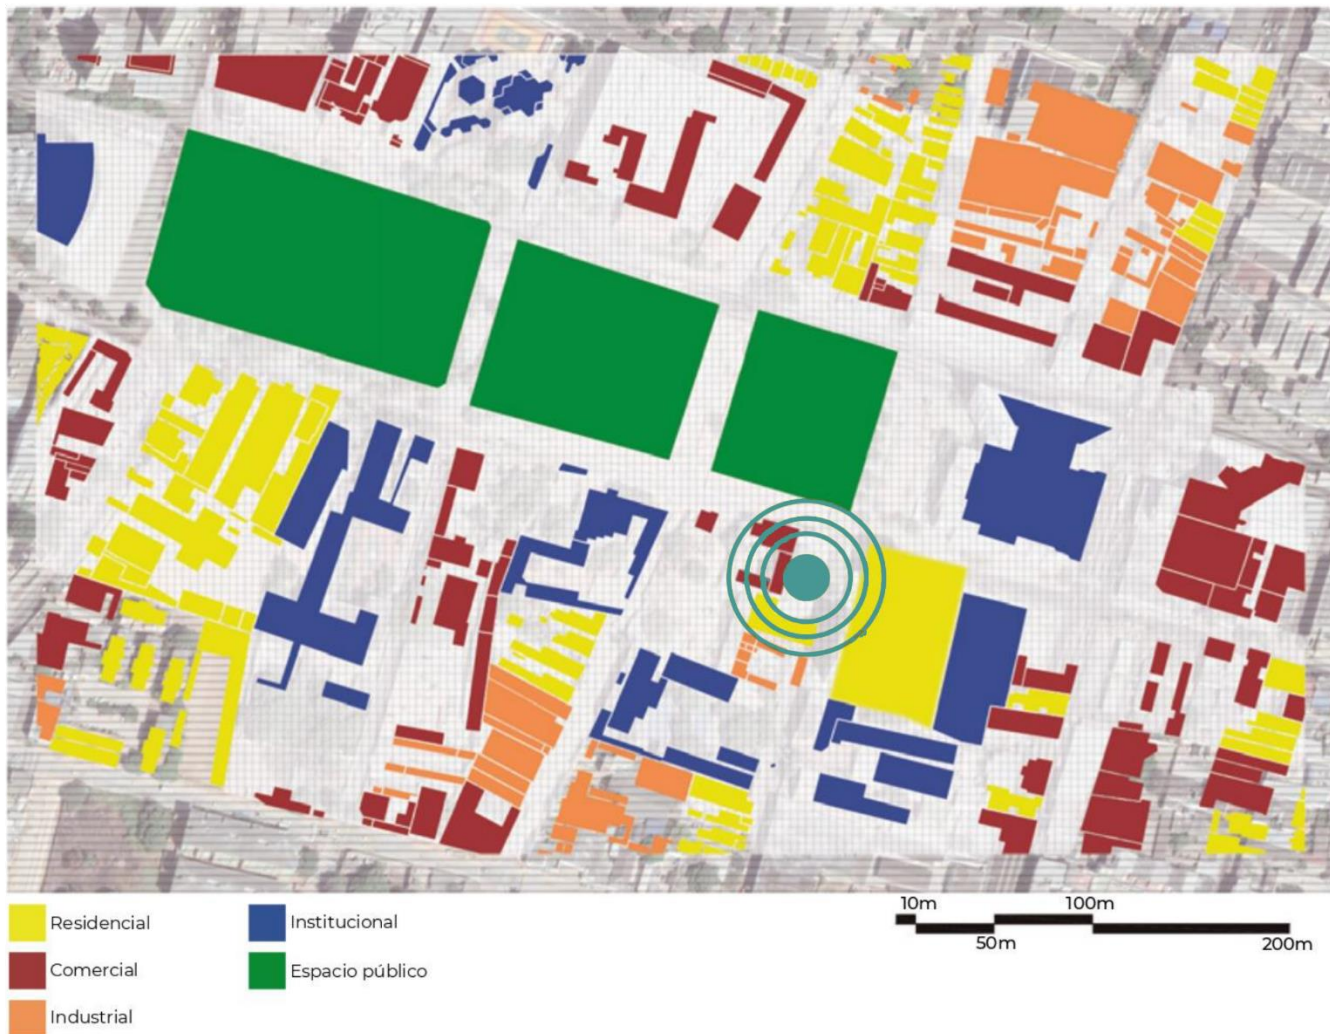 Residencial
Comercial
Industrial
Institucional
Espacio público
10m
100m
50m
200m